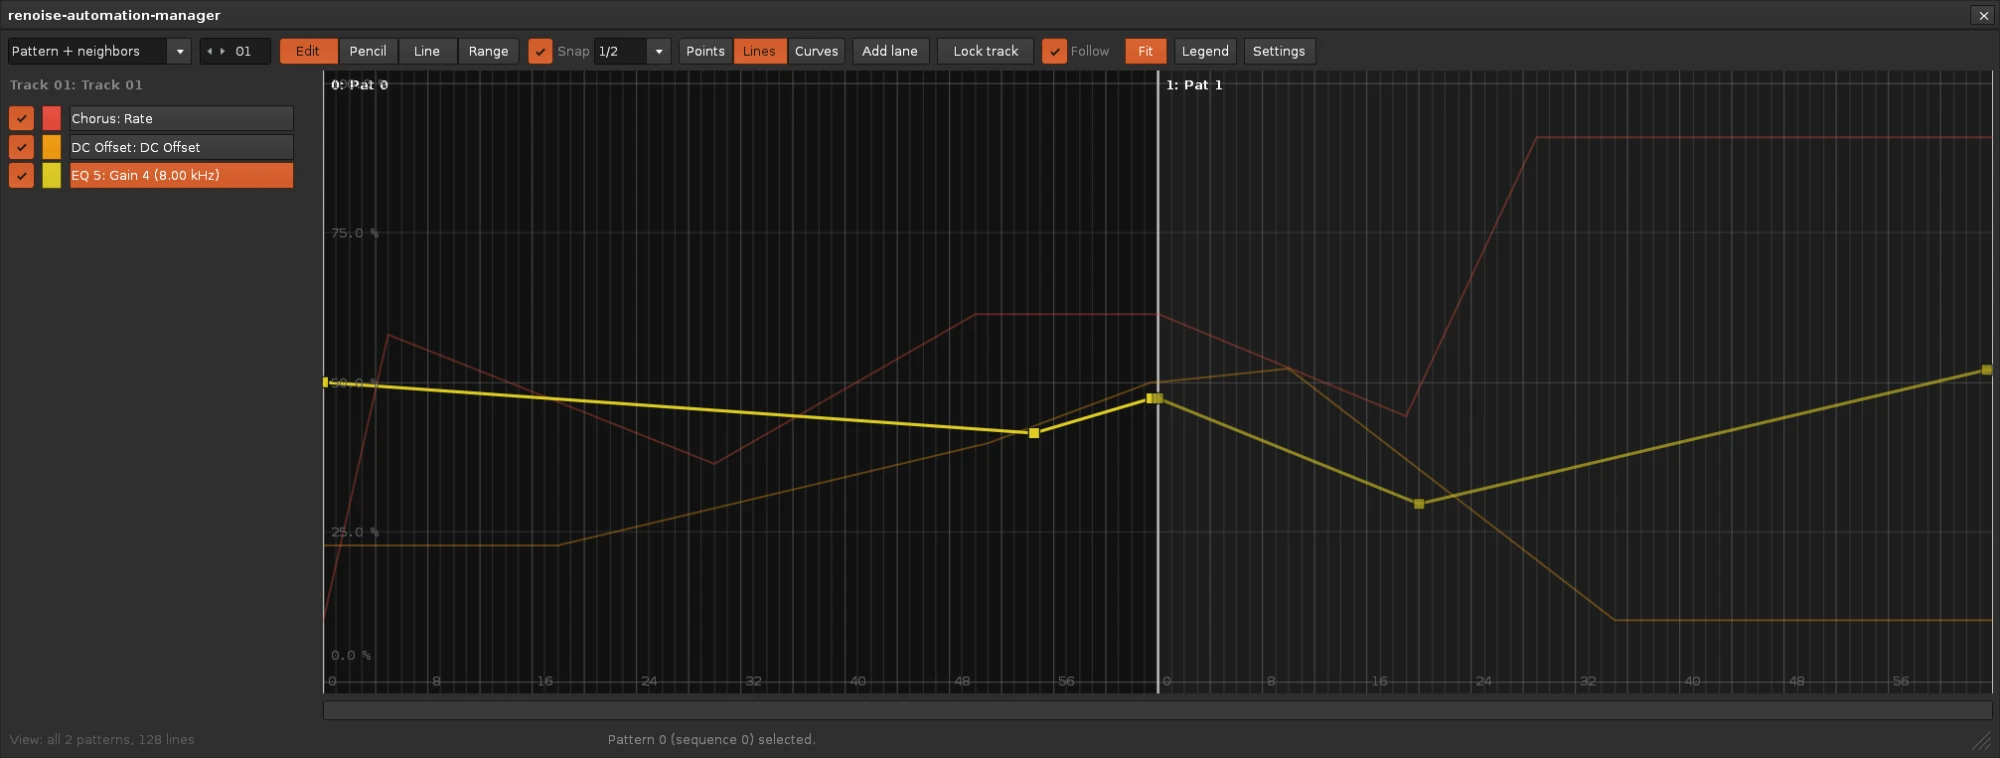 renoise-automation-manager
Pattern + neighbors 01 Edit Pencil Line Range Snap 1/2 Points Lines Curves Add lane Lock track Follow Fit Legend Settings
Track 01: Track 01
0: Pat 0 1: Pat 1
Chorus: Rate
DC Offset: DC Offset
EQ 5: Gain 4 (8.00 kHz)
75.0 %
50.0 %
25.0 %
0.0 %
0 8 16 24 32 40 48 56 0 8 16 24 32 40 48 56
View: all 2 patterns, 128 lines Pattern 0 (sequence 0) selected.